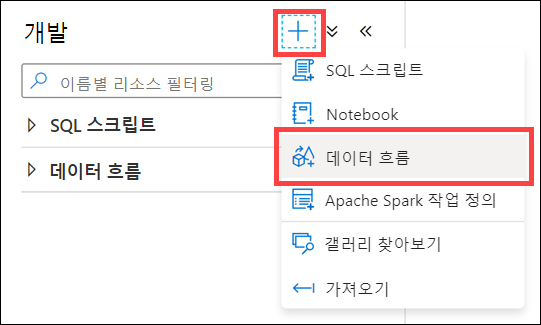 개발
이름별 리소스 필터링
SQL 스크립트
데이터 흐름
SQL 스크립트
Notebook
데이터 흐름
Apache Spark 작업 정의
갤러리 찾아보기
가져오기